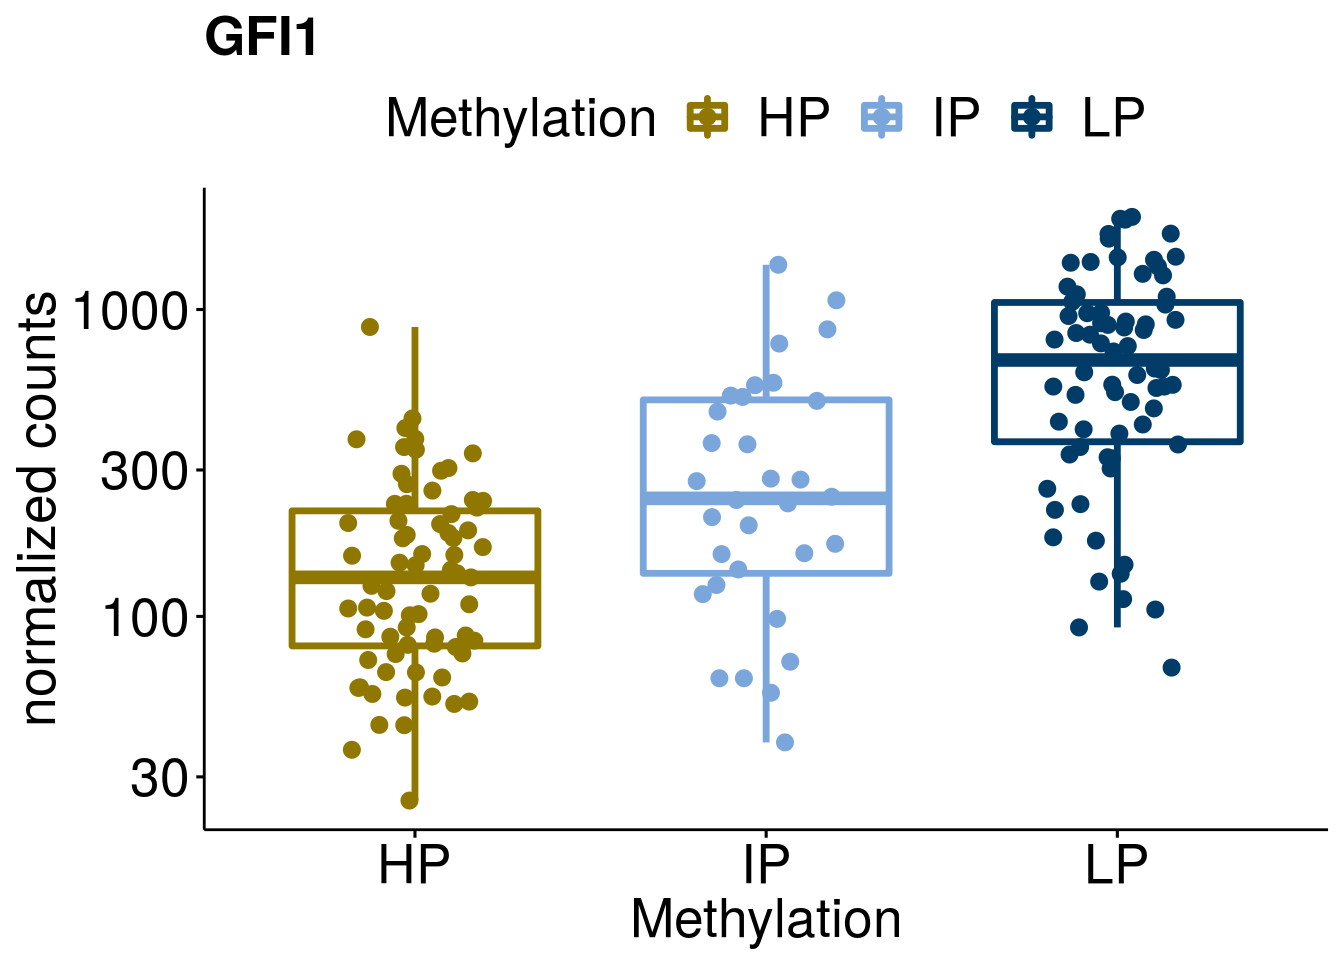 GFI1
Methylation HP IP LP
normalized counts
1000
300
100
30
HP IP LP
Methylation